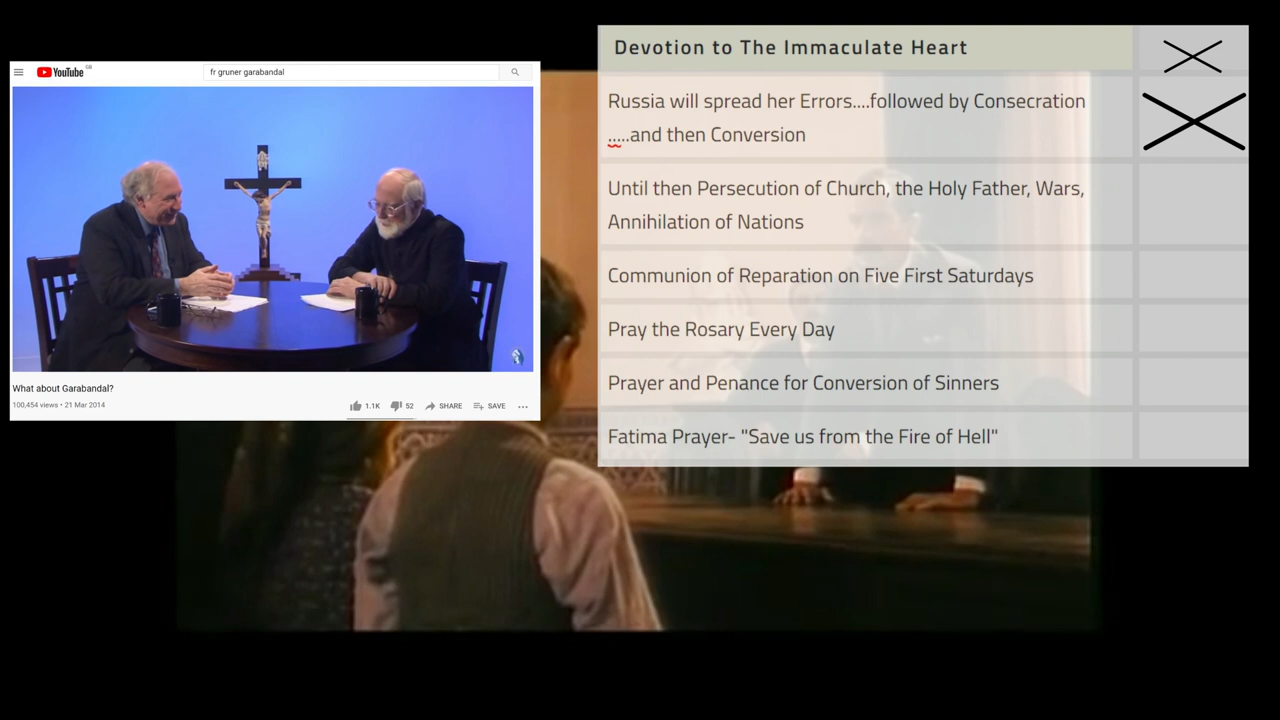 YouTube GB
fr gruner garabandal
What about Garabandal?
100,454 views • 21 Mar 2014
1.1K 52 SHARE SAVE
Devotion to The Immaculate Heart
Russia will spread her Errors....followed by Consecration
.....and then Conversion
Until then Persecution of Church, the Holy Father, Wars,
Annihilation of Nations
Communion of Reparation on Five First Saturdays
Pray the Rosary Every Day
Prayer and Penance for Conversion of Sinners
Fatima Prayer- "Save us from the Fire of Hell"